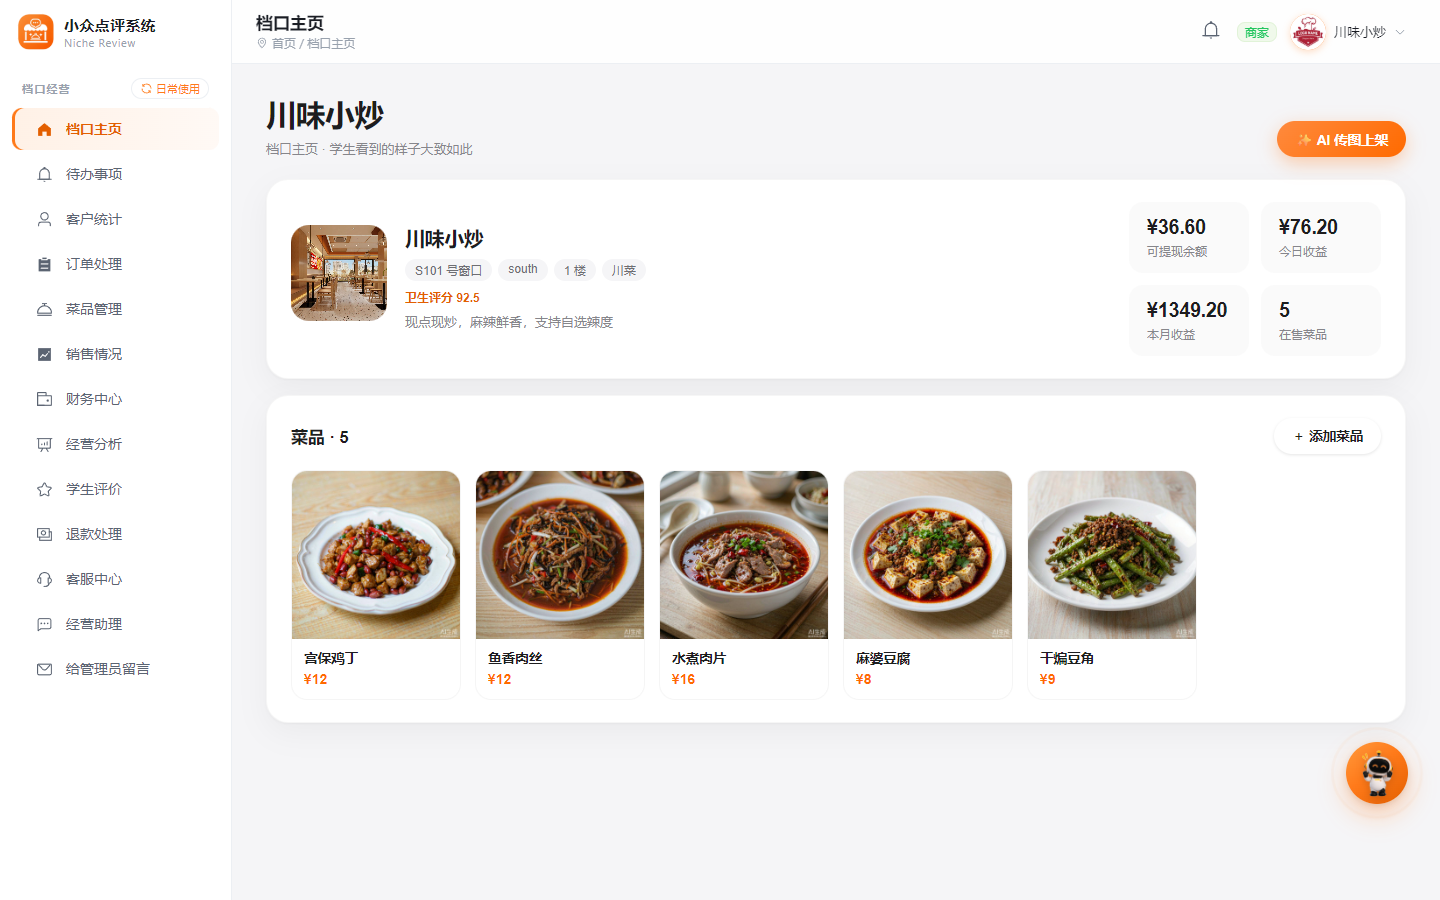 小众点评系统
Niche Review
档口经营
日常使用
档口主页
待办事项
客户统计
订单处理
菜品管理
销售情况
财务中心
经营分析
学生评价
退款处理
客服中心
经营助理
给管理员留言
档口主页
首页 / 档口主页
商家
川味小炒
川味小炒
档口主页 · 学生看到的样子大致如此
✨ AI 传图上架
川味小炒
S101 号窗口
south
1 楼
川菜
卫生评分 92.5
现点现炒，麻辣鲜香，支持自选辣度
¥36.60
可提现余额
¥76.20
今日收益
¥1349.20
本月收益
5
在售菜品
菜品 · 5
+ 添加菜品
宫保鸡丁
¥12
鱼香肉丝
¥12
水煮肉片
¥16
麻婆豆腐
¥8
干煸豆角
¥9